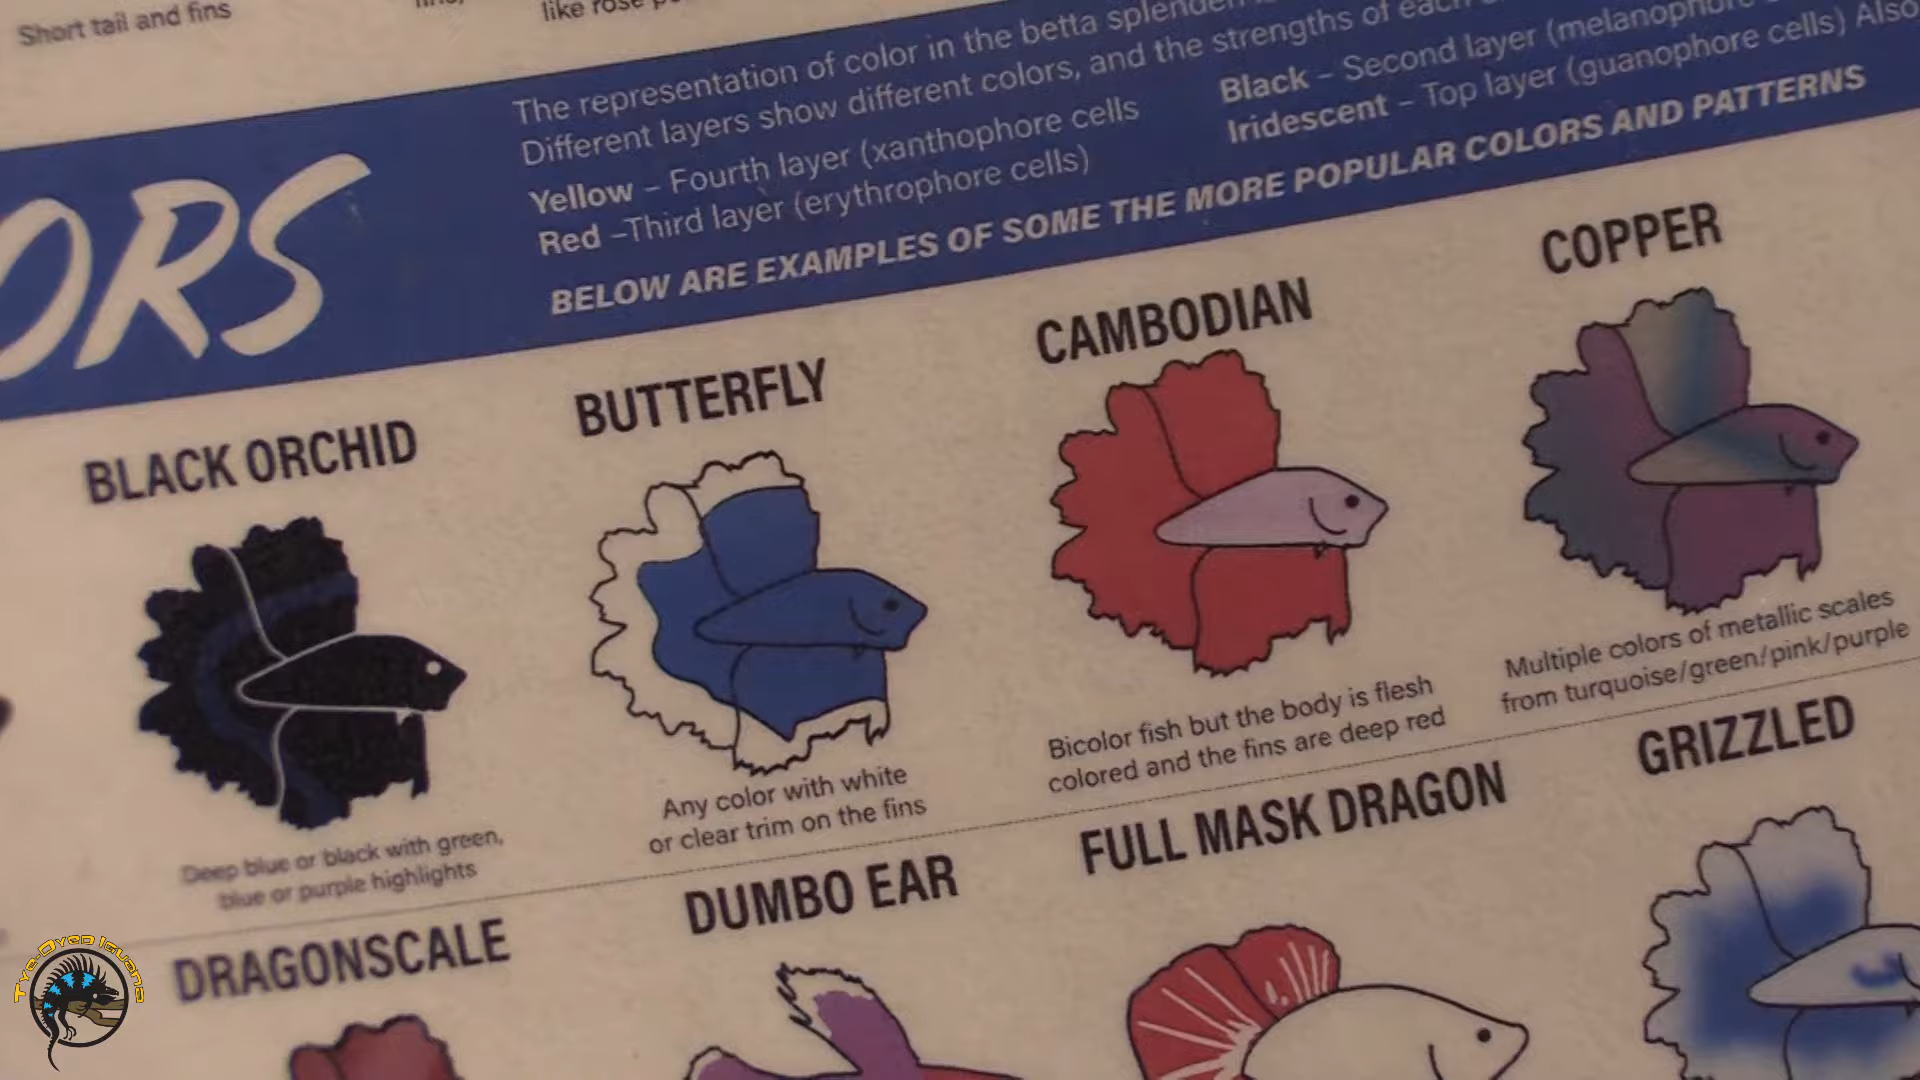 Short tail and fins
like rose
The representation of color in the betta
Different layers show different colors, and the strengths of each
Yellow – Fourth layer (xanthophore cells
Red –Third layer (erythrophore cells)
Black – Second layer
Iridescent – Top layer (guanophore cells) Also
BELOW ARE EXAMPLES OF SOME THE MORE POPULAR COLORS AND PATTERNS
ORS
BLACK ORCHID
Deep blue or black with green,
blue or purple highlights
BUTTERFLY
Any color with white
or clear trim on the fins
CAMBODIAN
Bicolor fish but the body is flesh
colored and the fins are deep red
COPPER
Multiple colors of metallic scales
from turquoise/green/pink/purple
DRAGONSCALE
DUMBO EAR
FULL MASK DRAGON
GRIZZLED
Tye-Dyed Iguana